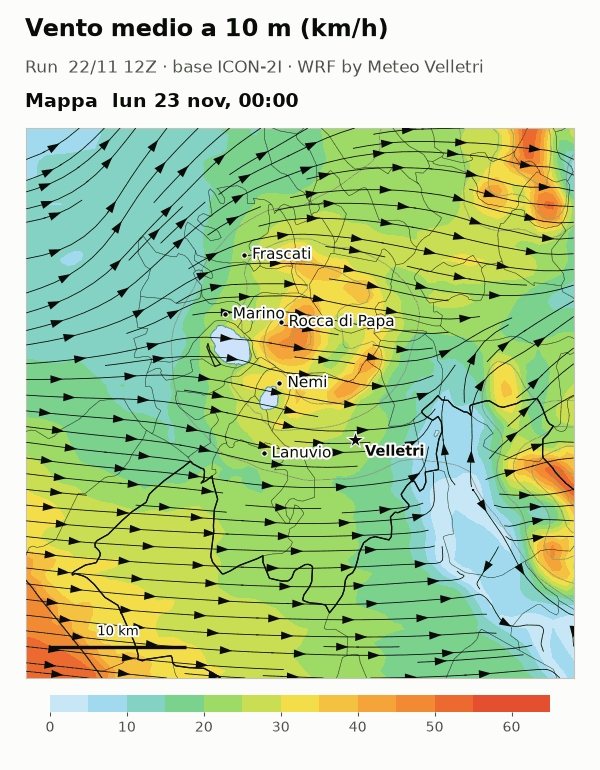 Vento medio a 10 m (km/h)
Run  22/11 12Z · base ICON-2I · WRF by Meteo Velletri
Mappa  lun 23 nov, 00:00
Frascati
Marino
Rocca di Papa
Nemi
Velletri
Lanuvio
10 km
0 10 20 30 40 50 60